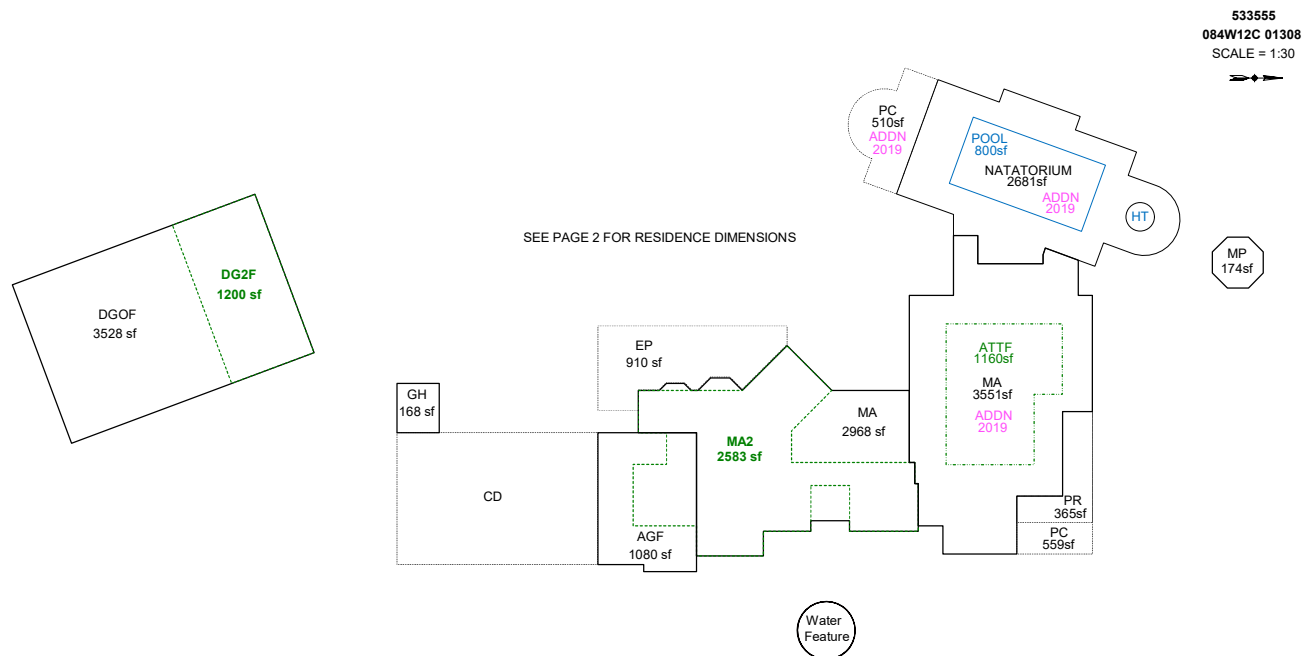 533555
084W12C 01308
SCALE = 1:30
PC
510sf
ADDN
2019
POOL
800sf
NATATORIUM
2681sf
ADDN
2019
HT
MP
174sf
SEE PAGE 2 FOR RESIDENCE DIMENSIONS
DG2F
1200 sf
DGOF
3528 sf
EP
910 sf
ATTF
1160sf
MA
3551sf
ADDN
2019
GH
168 sf
MA
2968 sf
MA2
2583 sf
CD
AGF
1080 sf
PR
365sf
PC
559sf
Water
Feature